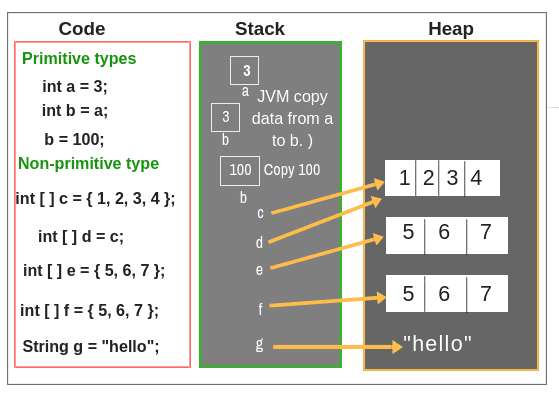 Code
Stack
Heap
Primitive types
int a = 3;
int b = a;
b = 100;
Non-primitive type
int [ ] c = { 1, 2, 3, 4 };
int [ ] d = c;
int [ ] e = { 5, 6, 7 };
int [ ] f = { 5, 6, 7 };
String g = "hello";
3
a
JVM copy
data from a
to b. )
3
b
100 Copy 100
b
c
d
e
f
g
1 2 3 4
5 6 7
5 6 7
"hello"